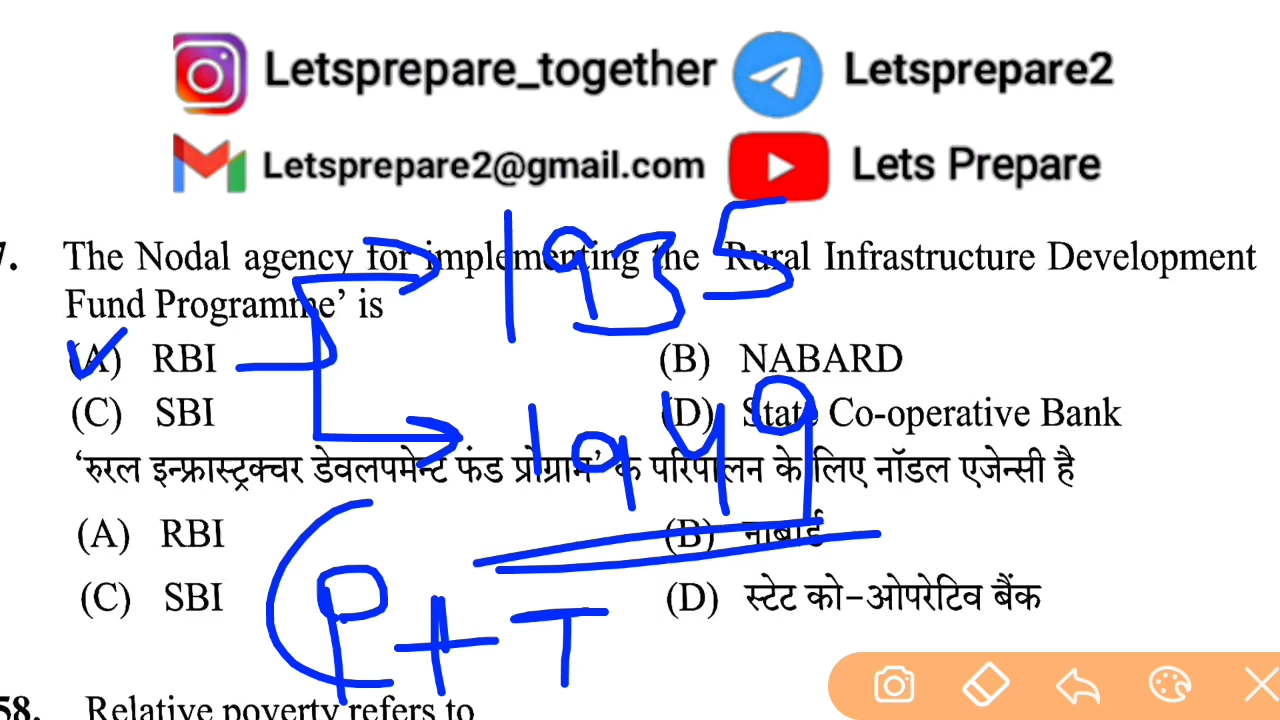 Letsprepare_together Letsprepare2
Letsprepare2@gmail.com Lets Prepare
7. The Nodal agency for implementing the 'Rural Infrastructure Development
Fund Programme' is
(A) RBI (B) NABARD
(C) SBI (D) State Co-operative Bank
'रुरल इन्फ्रास्ट्रक्चर डेवलपमेन्ट फंड प्रोग्राम' के परिपालन के लिए नॉडल एजेन्सी है
(A) RBI (B) नाबार्ड
(C) SBI (D) स्टेट को-ओपरेटिव बैंक
58. Relative poverty refers to
1935
1949
P+T